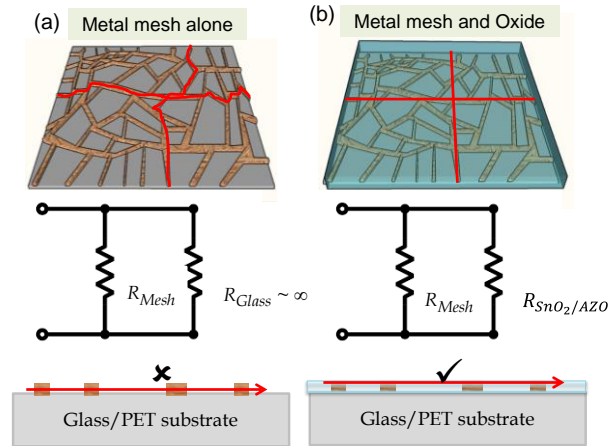 (a)
Metal mesh alone
(b)
Metal mesh and Oxide
R_Mesh
R_Glass ~ ∞
R_Mesh
R_SnO₂/AZO
✘
✓
Glass/PET substrate
Glass/PET substrate